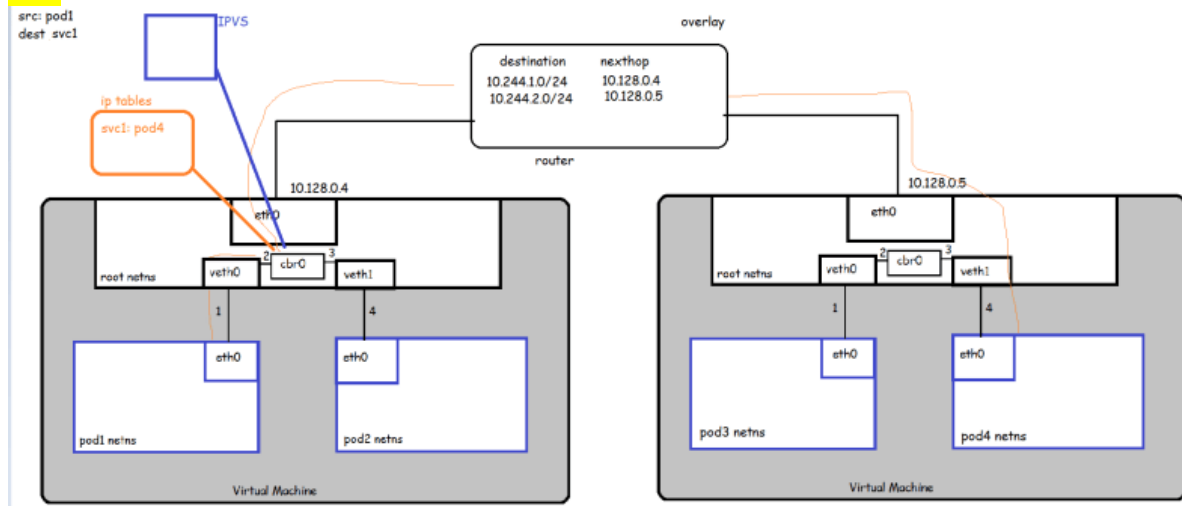 src: pod1
dest svc1
IPVS
overlay
destination nexthop
10.244.1.0/24 10.128.0.4
10.244.2.0/24 10.128.0.5
ip tables
svc1: pod4
router
10.128.0.4
10.128.0.5
eth0
eth0
2 cbr0 3
2 cbr0 3
root netns veth0 veth1
root netns veth0 veth1
1 4
1 4
eth0 eth0
eth0 eth0
pod1 netns pod2 netns
pod3 netns pod4 netns
Virtual Machine
Virtual Machine